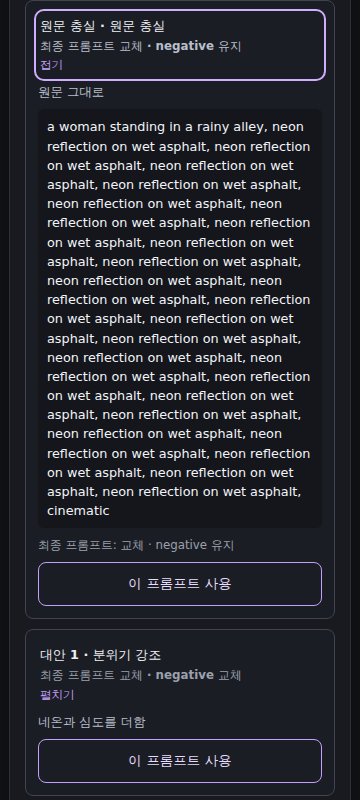 원문 충실 · 원문 충실
최종 프롬프트 교체 · negative 유지
접기
원문 그대로
a woman standing in a rainy alley, neon
reflection on wet asphalt, neon reflection
on wet asphalt, neon reflection on wet
asphalt, neon reflection on wet asphalt,
neon reflection on wet asphalt, neon
reflection on wet asphalt, neon reflection
on wet asphalt, neon reflection on wet
asphalt, neon reflection on wet asphalt,
neon reflection on wet asphalt, neon
reflection on wet asphalt, neon reflection
on wet asphalt, neon reflection on wet
asphalt, neon reflection on wet asphalt,
neon reflection on wet asphalt, neon
reflection on wet asphalt, neon reflection
on wet asphalt, neon reflection on wet
asphalt, neon reflection on wet asphalt,
neon reflection on wet asphalt, neon
reflection on wet asphalt, neon reflection
on wet asphalt, neon reflection on wet
asphalt, neon reflection on wet asphalt,
cinematic
최종 프롬프트: 교체 · negative 유지
이 프롬프트 사용
대안 1 · 분위기 강조
최종 프롬프트 교체 · negative 교체
펼치기
네온과 심도를 더함
이 프롬프트 사용